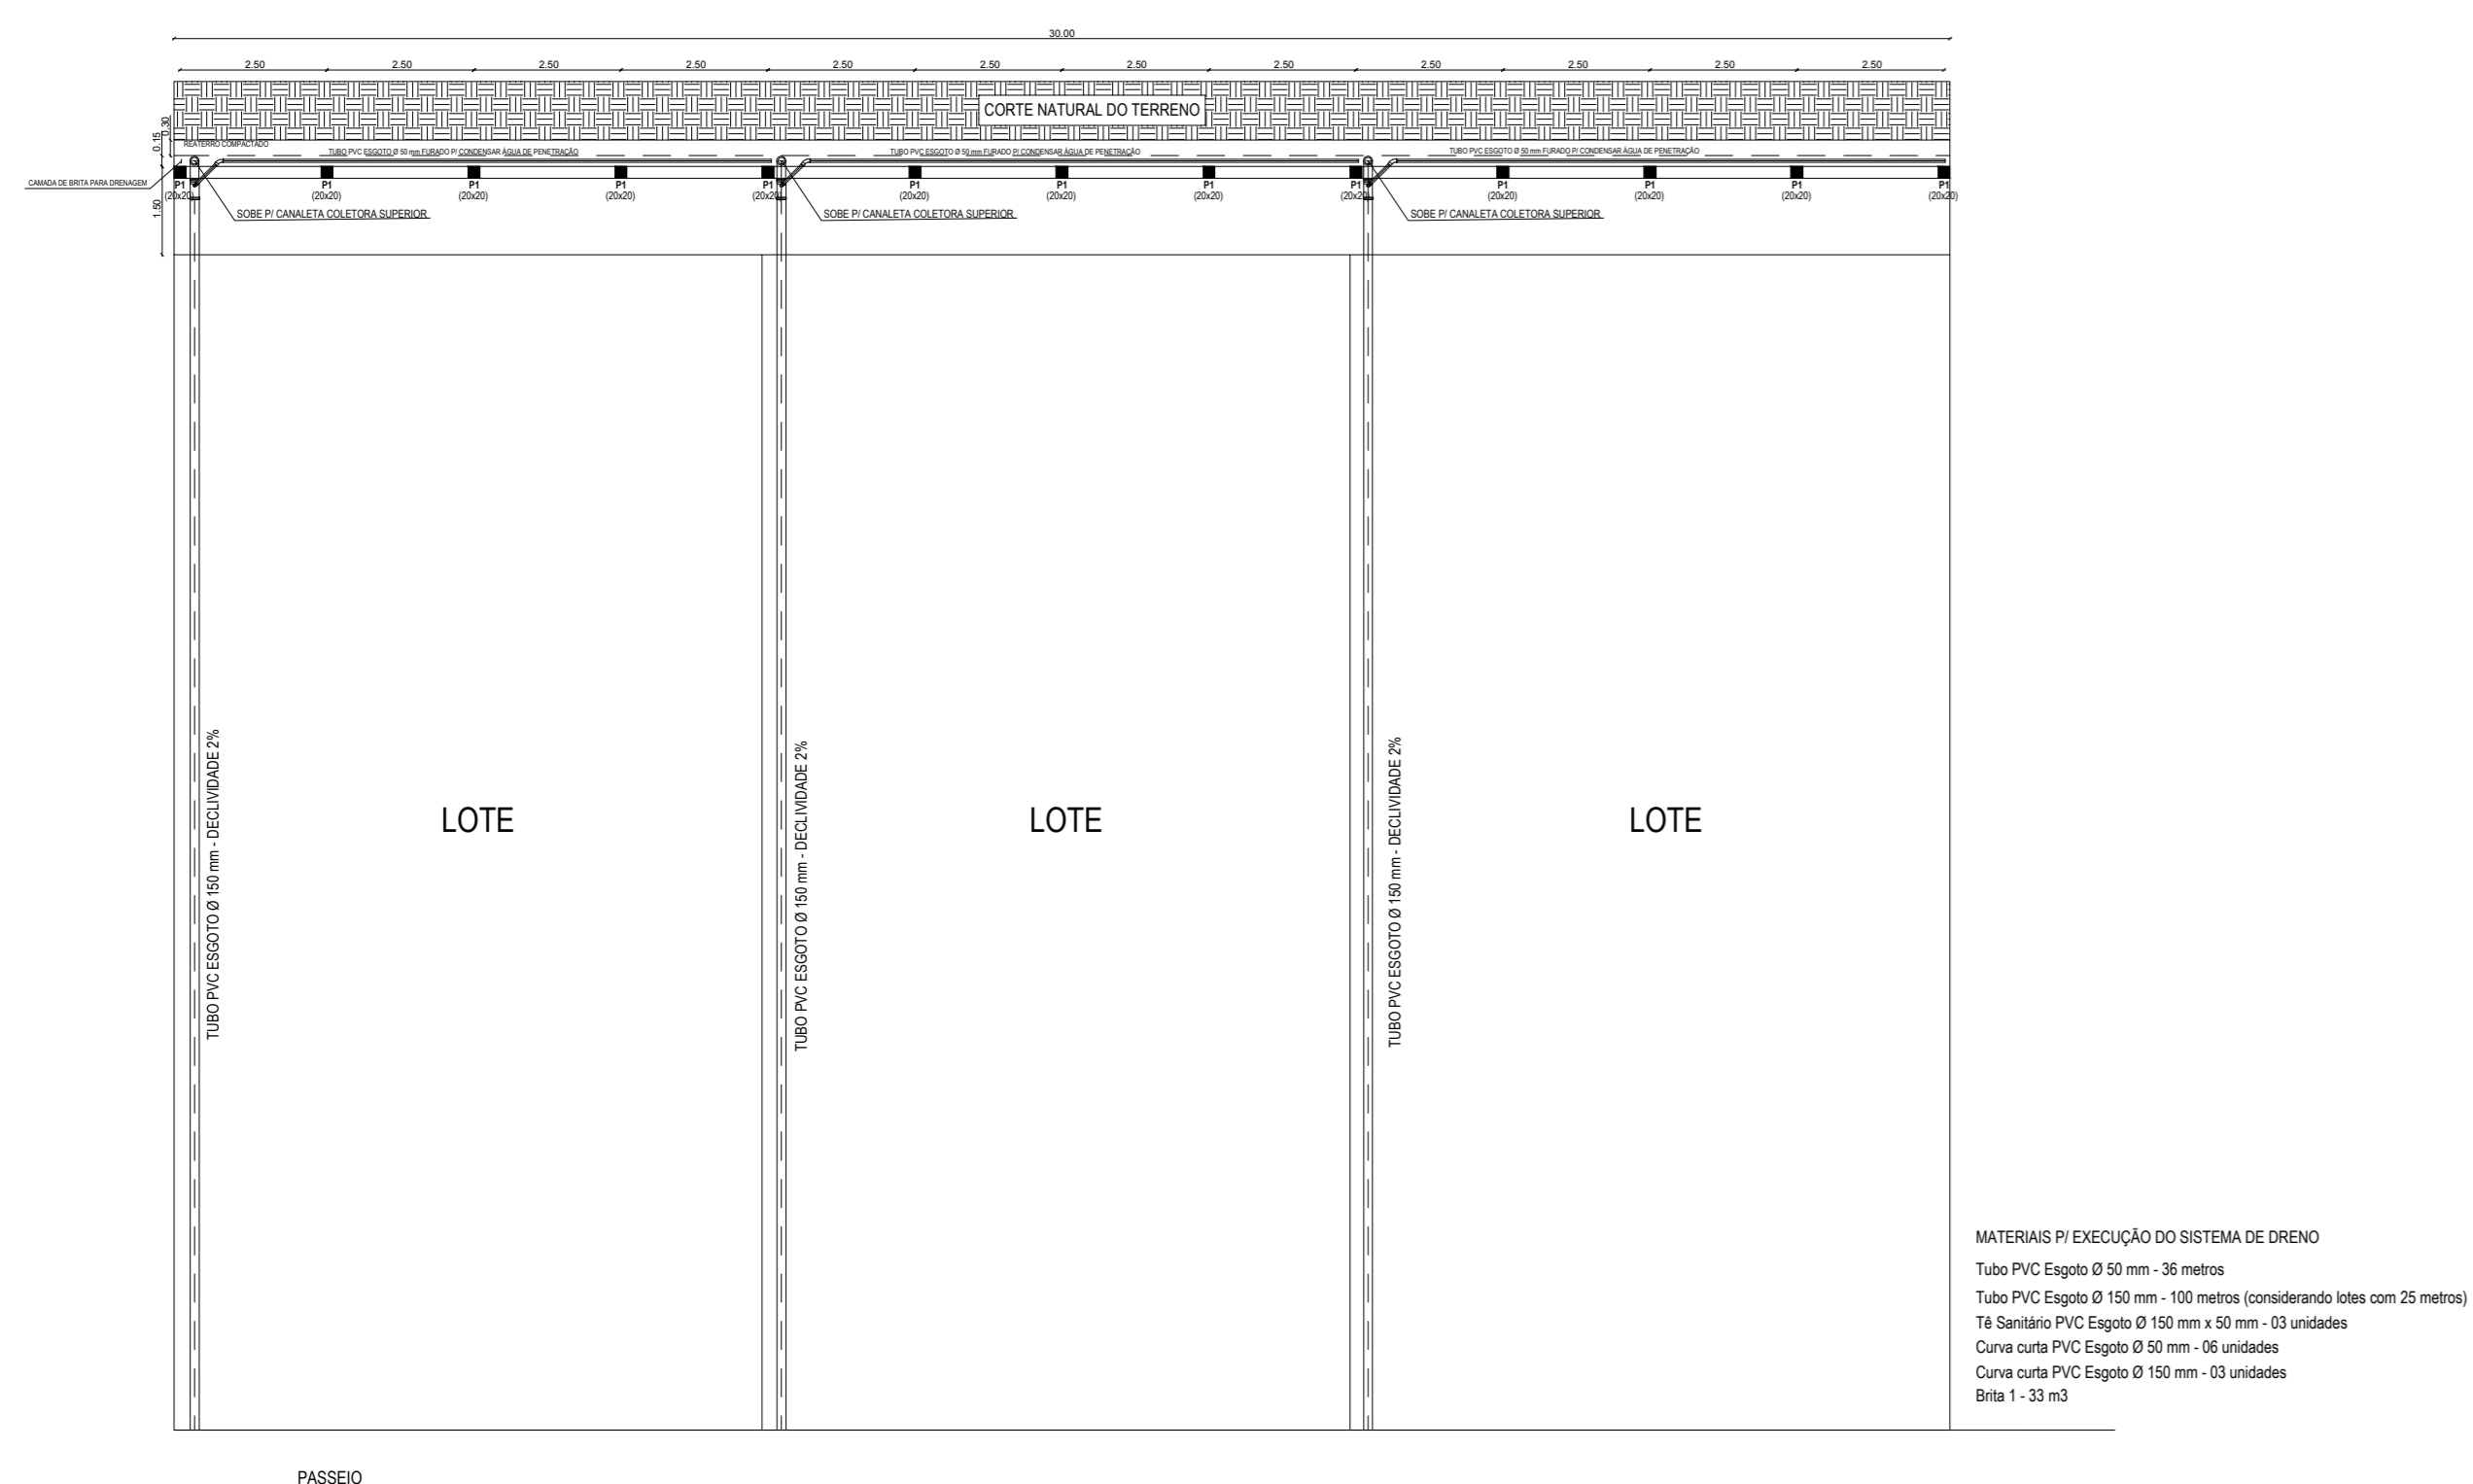 30.00
2.50 2.50 2.50 2.50 2.50 2.50 2.50 2.50 2.50 2.50 2.50 2.50
CORTE NATURAL DO TERRENO
0.30
0.15
REATERRO COMPACTADO
TUBO PVC ESGOTO Ø 50 mm FURADO P/ CONDENSAR ÁGUA DE PENETRAÇÃO
TUBO PVC ESGOTO Ø 50 mm FURADO P/ CONDENSAR ÁGUA DE PENETRAÇÃO
TUBO PVC ESGOTO Ø 50 mm FURADO P/ CONDENSAR ÁGUA DE PENETRAÇÃO
CAMADA DE BRITA PARA DRENAGEM
P1 P1 P1 P1 P1 P1 P1 P1 P1 P1 P1 P1 P1
(20x20) (20x20) (20x20) (20x20) (20x20) (20x20) (20x20) (20x20) (20x20) (20x20) (20x20) (20x20) (20x20)
1.50
SOBE P/ CANALETA COLETORA SUPERIOR
SOBE P/ CANALETA COLETORA SUPERIOR
SOBE P/ CANALETA COLETORA SUPERIOR
TUBO PVC ESGOTO Ø 150 mm - DECLIVIDADE 2%
LOTE
TUBO PVC ESGOTO Ø 150 mm - DECLIVIDADE 2%
LOTE
TUBO PVC ESGOTO Ø 150 mm - DECLIVIDADE 2%
LOTE
MATERIAIS P/ EXECUÇÃO DO SISTEMA DE DRENO
Tubo PVC Esgoto Ø 50 mm - 36 metros
Tubo PVC Esgoto Ø 150 mm - 100 metros (considerando lotes com 25 metros)
Tê Sanitário PVC Esgoto Ø 150 mm x 50 mm - 03 unidades
Curva curta PVC Esgoto Ø 50 mm - 06 unidades
Curva curta PVC Esgoto Ø 150 mm - 03 unidades
Brita 1 - 33 m3
PASSEIO